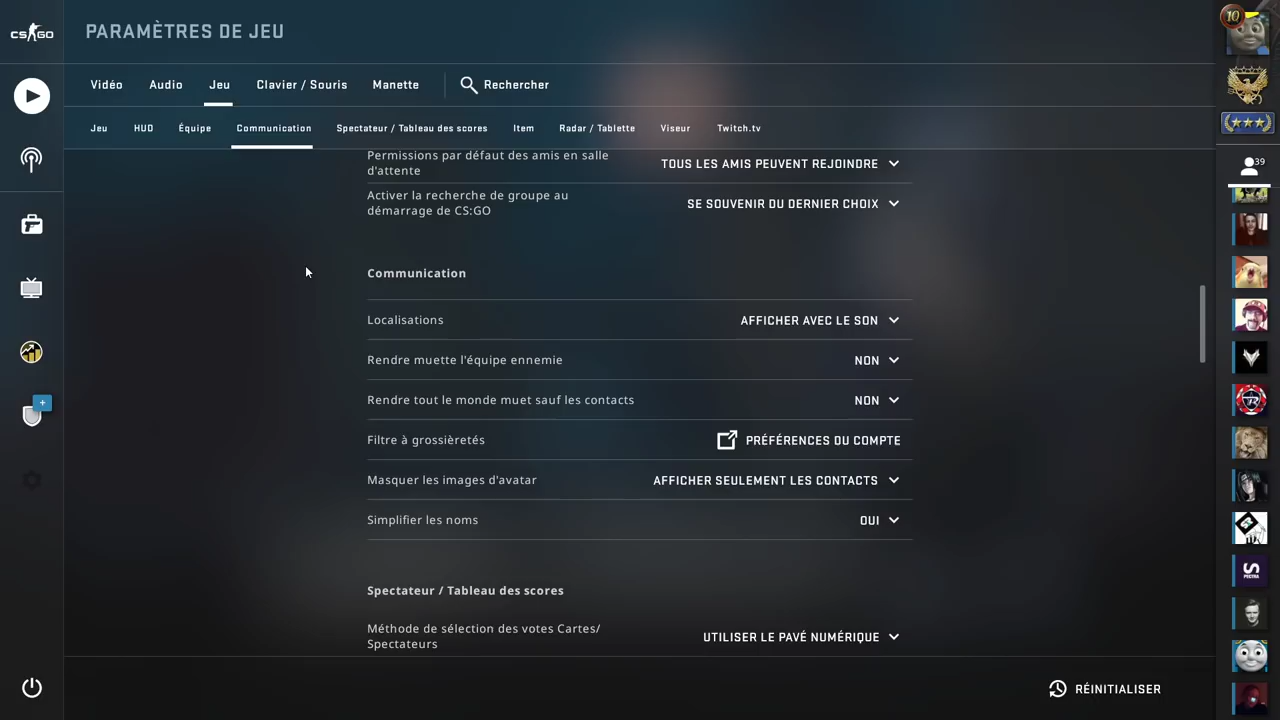 CS GO
PARAMÈTRES DE JEU
10
Vidéo Audio Jeu Clavier / Souris Manette Rechercher
Jeu HUD Équipe Communication Spectateur / Tableau des scores Item Radar / Tablette Viseur Twitch.tv
39
Permissions par défaut des amis en salle
d'attente
TOUS LES AMIS PEUVENT REJOINDRE
Activer la recherche de groupe au
démarrage de CS:GO
SE SOUVENIR DU DERNIER CHOIX
Communication
Localisations AFFICHER AVEC LE SON
Rendre muette l'équipe ennemie NON
Rendre tout le monde muet sauf les contacts NON
Filtre à grossièretés PRÉFÉRENCES DU COMPTE
Masquer les images d'avatar AFFICHER SEULEMENT LES CONTACTS
Simplifier les noms OUI
Spectateur / Tableau des scores
Méthode de sélection des votes Cartes/
Spectateurs
UTILISER LE PAVÉ NUMÉRIQUE
RÉINITIALISER